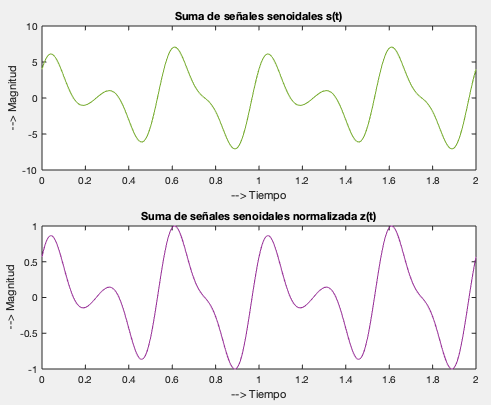 Suma de señales senoidales s(t)
10
5
0
-5
-10
--> Magnitud
0 0.2 0.4 0.6 0.8 1 1.2 1.4 1.6 1.8 2
--> Tiempo
Suma de señales senoidales normalizada z(t)
1
0.5
0
-0.5
-1
--> Magnitud
0 0.2 0.4 0.6 0.8 1 1.2 1.4 1.6 1.8 2
--> Tiempo